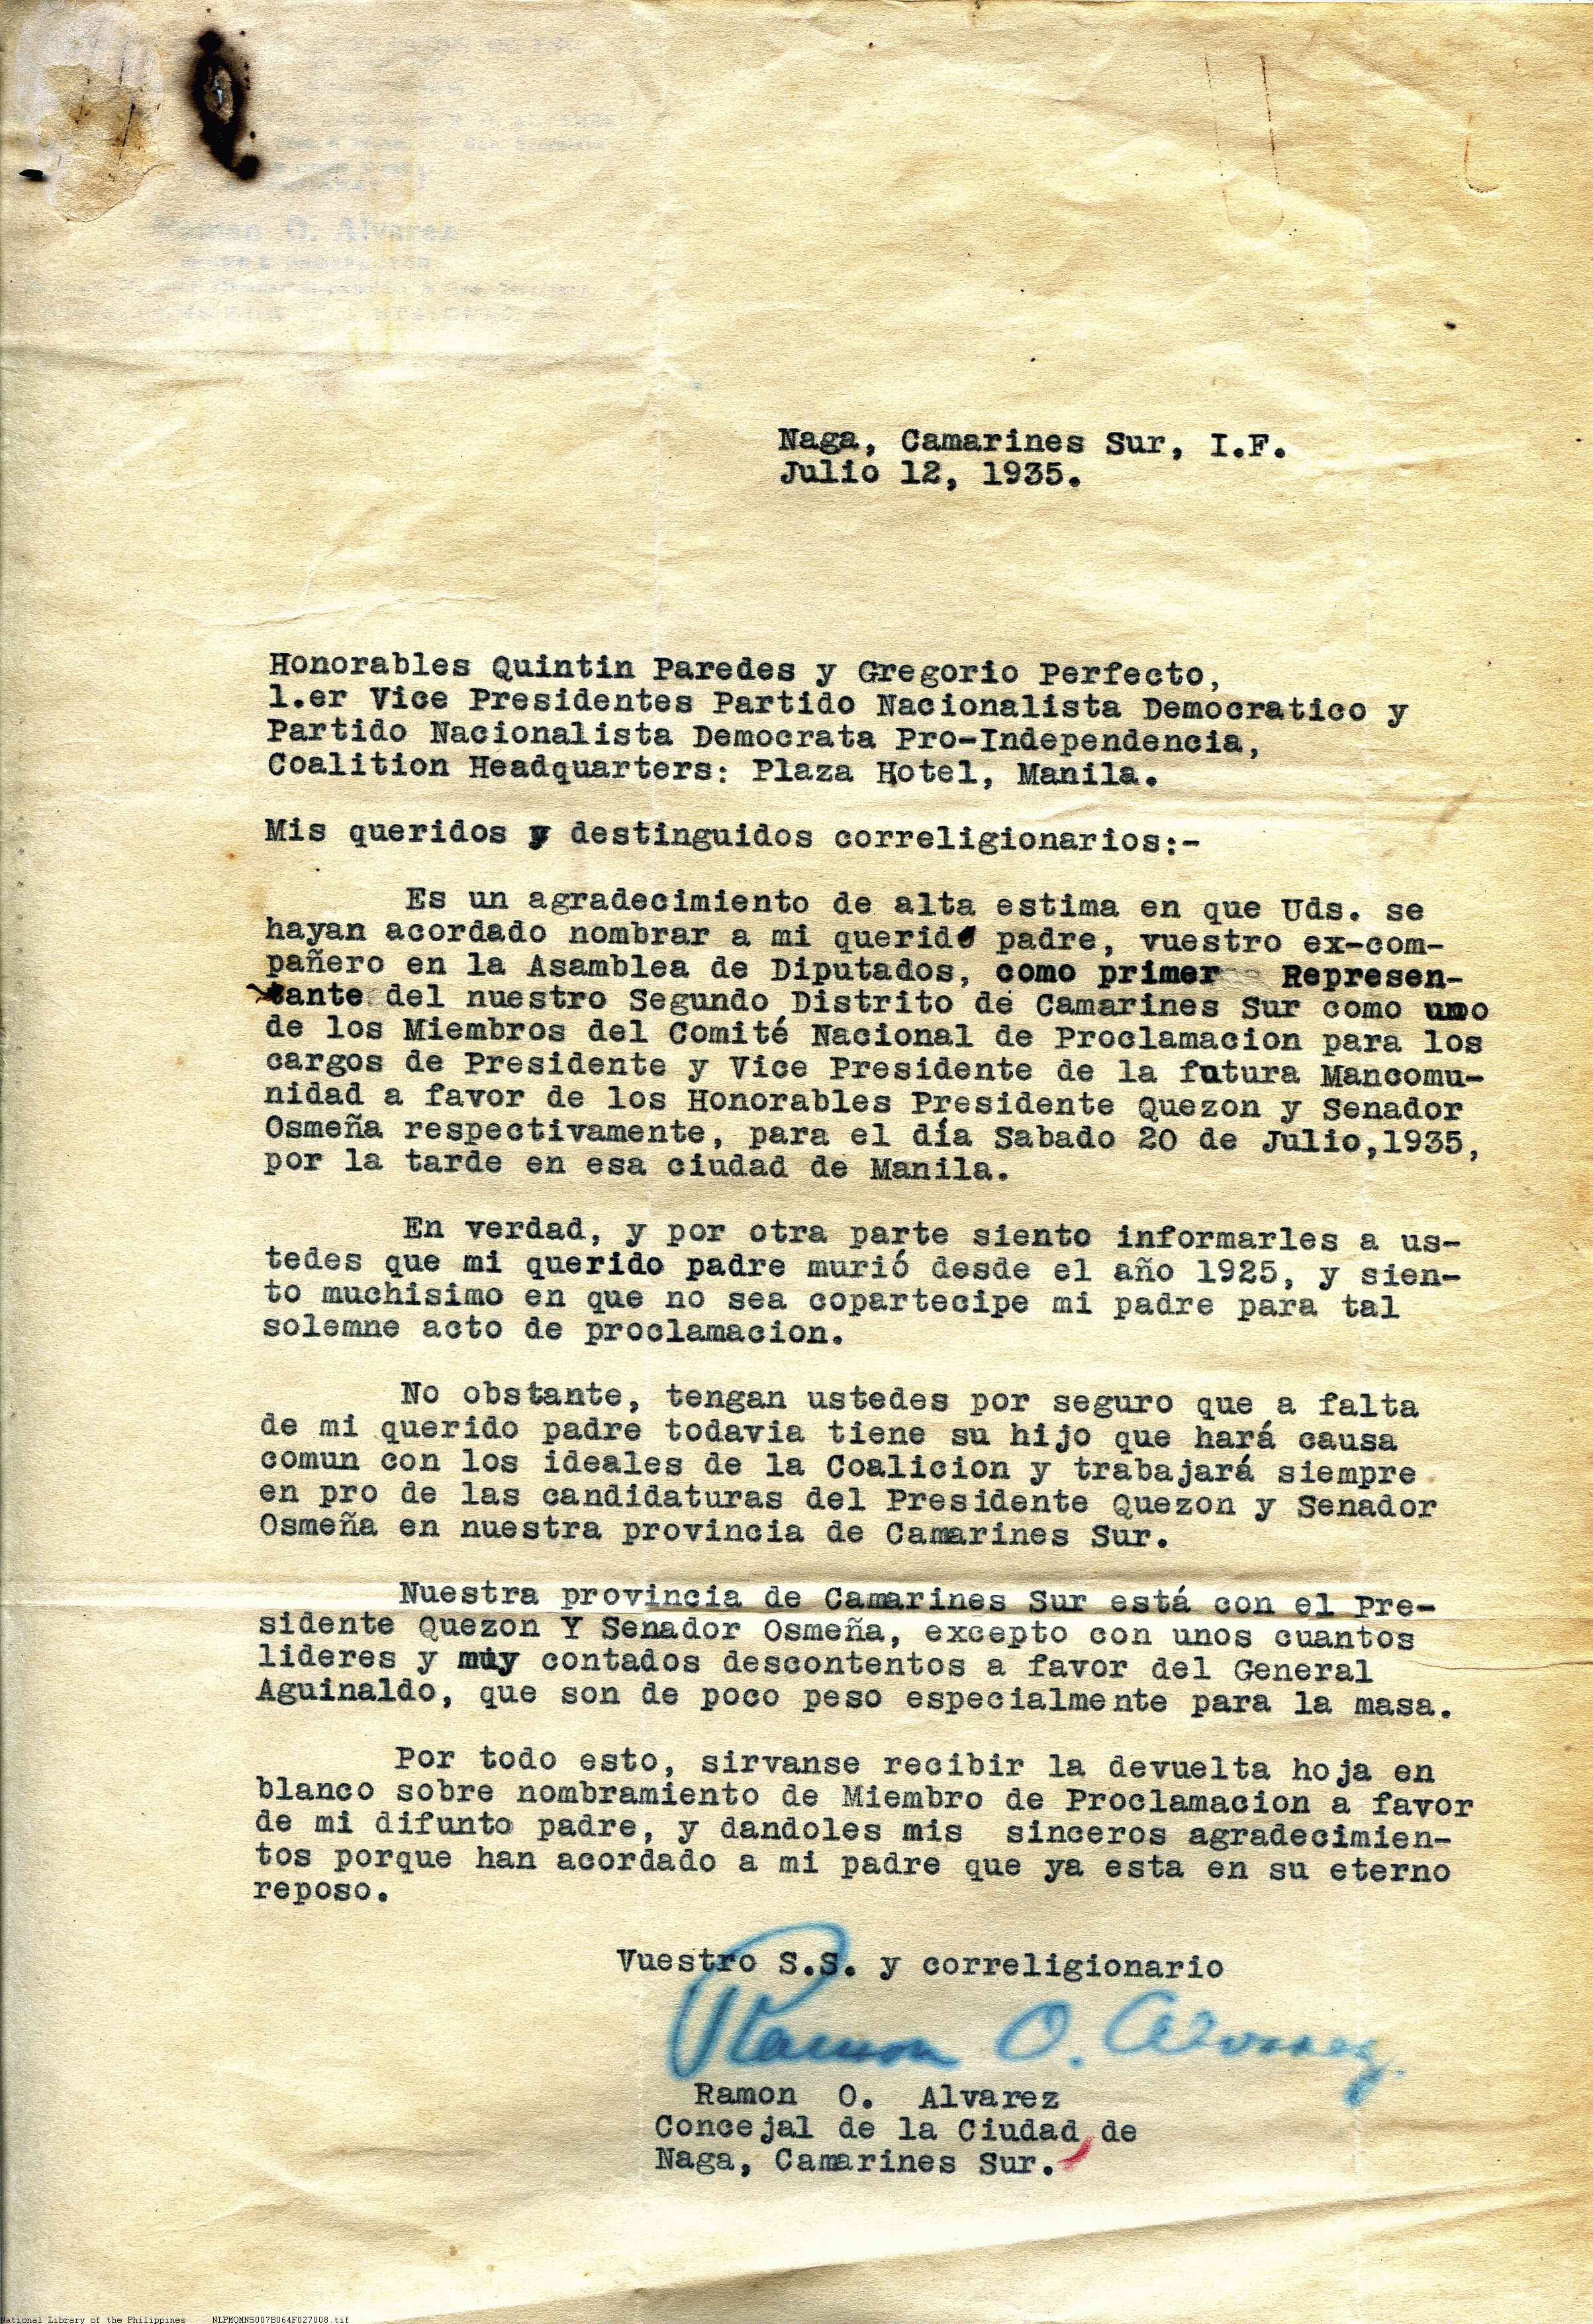 Ramon O. Alvarez
Naga, Camarines Sur, I.F.
Julio 12, 1935.
Honorables Quintin Paredes y Gregorio Perfecto,
1.er Vice Presidentes Partido Nacionalista Democratico y
Partido Nacionalista Democrata Pro-Independencia,
Coalition Headquarters: Plaza Hotel, Manila.
Mis queridos y destinguidos correligionarios:-
Es un agradecimiento de alta estima en que Uds. se
hayan acordado nombrar a mi querido padre, vuestro ex-com-
pañero en la Asamblea de Diputados, como primer Represen-
tante del nuestro Segundo Distrito de Camarines Sur como uno
de los Miembros del Comité Nacional de Proclamacion para los
cargos de Presidente y Vice Presidente de la futura Mancomu-
nidad a favor de los Honorables Presidente Quezon y Senador
Osmeña respectivamente, para el día Sabado 20 de Julio,1935,
por la tarde en esa ciudad de Manila.
En verdad, y por otra parte siento informarles a us-
tedes que mi querido padre murió desde el año 1925, y sien-
to muchisimo en que no sea copartecipe mi padre para tal
solemne acto de proclamacion.
No obstante, tengan ustedes por seguro que a falta
de mi querido padre todavia tiene su hijo que hará causa
comun con los ideales de la Coalicion y trabajará siempre
en pro de las candidaturas del Presidente Quezon y Senador
Osmeña en nuestra provincia de Camarines Sur.
Nuestra provincia de Camarines Sur está con el Pre-
sidente Quezon Y Senador Osmeña, excepto con unos cuantos
lideres y muy contados descontentos a favor del General
Aguinaldo, que son de poco peso especialmente para la masa.
Por todo esto, sirvanse recibir la devuelta hoja en
blanco sobre nombramiento de Miembro de Proclamacion a favor
de mi difunto padre, y dandoles mis sinceros agradecimien-
tos porque han acordado a mi padre que ya esta en su eterno
reposo.
Vuestro S.S. y correligionario
Ramon O. Alvarez
Ramon O. Alvarez
Concejal de la Ciudad de
Naga, Camarines Sur.
National Library of the Philippines NLPMQMNS007B064F027008.tif